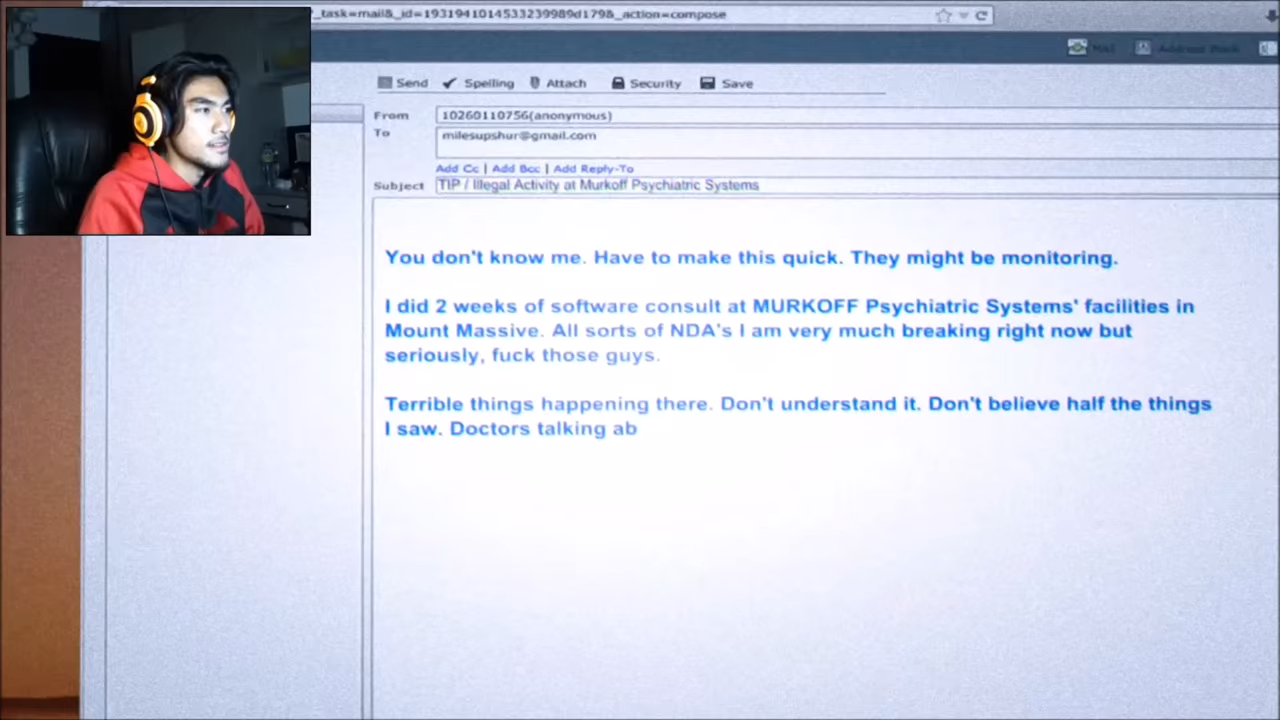 _task=mail&_id=1931941014533239989d179&_action=compose
Mail Address Book
Send Spelling Attach Security Save
From 10260110756(anonymous)
To milesupshur@gmail.com
Add Cc | Add Bcc | Add Reply-To
Subject TIP / Illegal Activity at Murkoff Psychiatric Systems
You don't know me. Have to make this quick. They might be monitoring.
I did 2 weeks of software consult at MURKOFF Psychiatric Systems' facilities in
Mount Massive. All sorts of NDA's I am very much breaking right now but
seriously, fuck those guys.
Terrible things happening there. Don't understand it. Don't believe half the things
I saw. Doctors talking ab